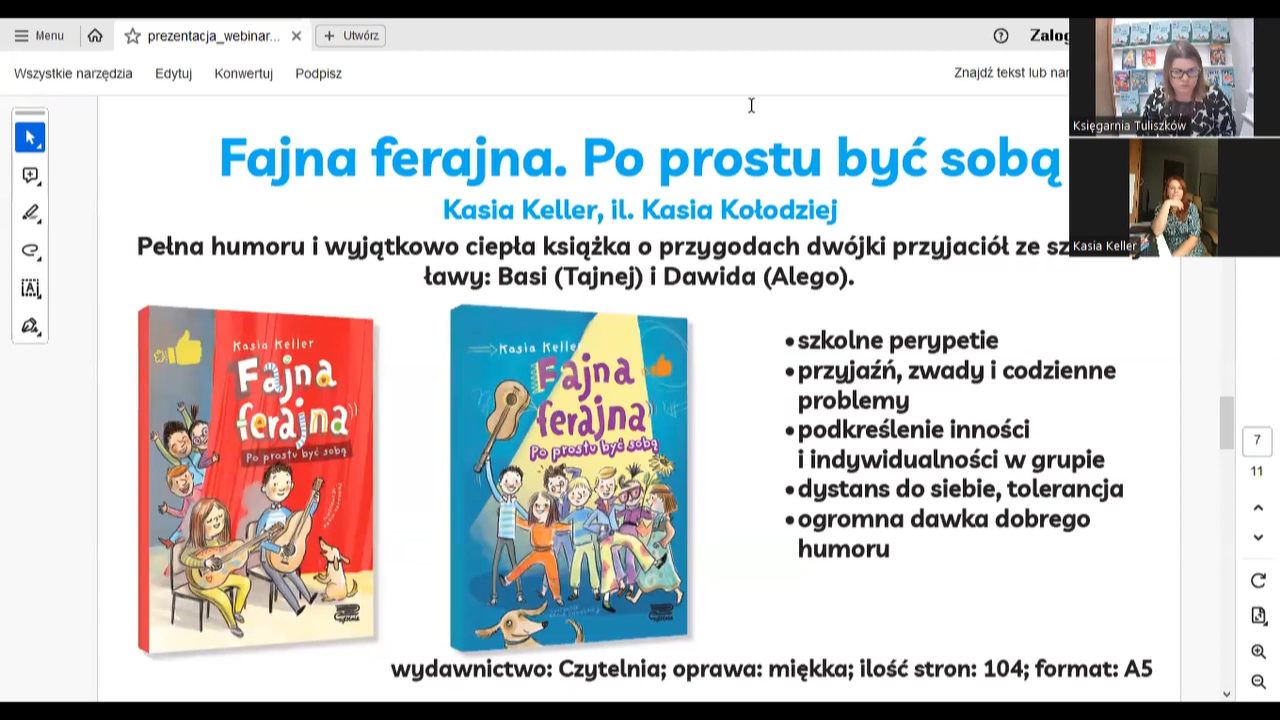 Menu
prezentacja_webinar...
Utwórz
Wszystkie narzędzia
Edytuj
Konwertuj
Podpisz
Znajdź tekst lub
Księgarnia Tuliszków
Kasia Keller
Fajna ferajna. Po prostu być sobą
Kasia Keller, il. Kasia Kołodziej
Pełna humoru i wyjątkowo ciepła książka o przygodach dwójki przyjaciół ze
ławy: Basi (Tajnej) i Dawida (Alego).
Kasia Keller
Fajna
ferajna
Po prostu być sobą
Kasia Keller
Fajna
ferajna
Po prostu być sobą
•szkolne perypetie
•przyjaźń, zwady i codzienne
problemy
•podkreślenie inności
i indywidualności w grupie
•dystans do siebie, tolerancja
•ogromna dawka dobrego
humoru
7
11
wydawnictwo: Czytelnia; oprawa: miękka; ilość stron: 104; format: A5